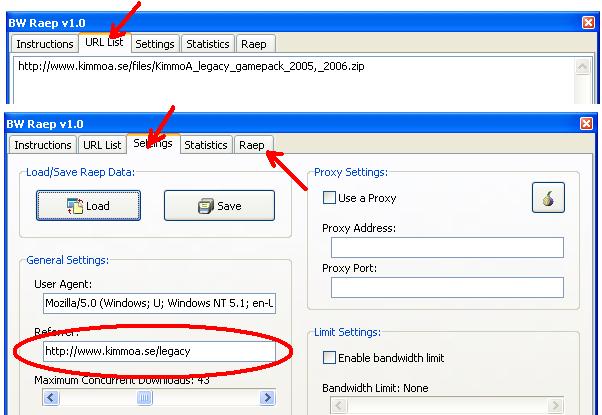 BW Raep v1.0
Instructions URL List Settings Statistics Raep
http://www.kimmoa.se/files/KimmoA_legacy_gamepack_2005,_2006.zip
BW Raep v1.0
Instructions URL List Settings Statistics Raep
Load/Save Raep Data:
Load Save
General Settings:
User Agent:
Mozilla/5.0 (Windows; U; Windows NT 5.1; en-U
Referrer:
http://www.kimmoa.se/legacy
Maximum Concurrent Downloads: 43
Proxy Settings:
Use a Proxy
Proxy Address:
Proxy Port:
Limit Settings:
Enable bandwidth limit
Bandwidth Limit: None